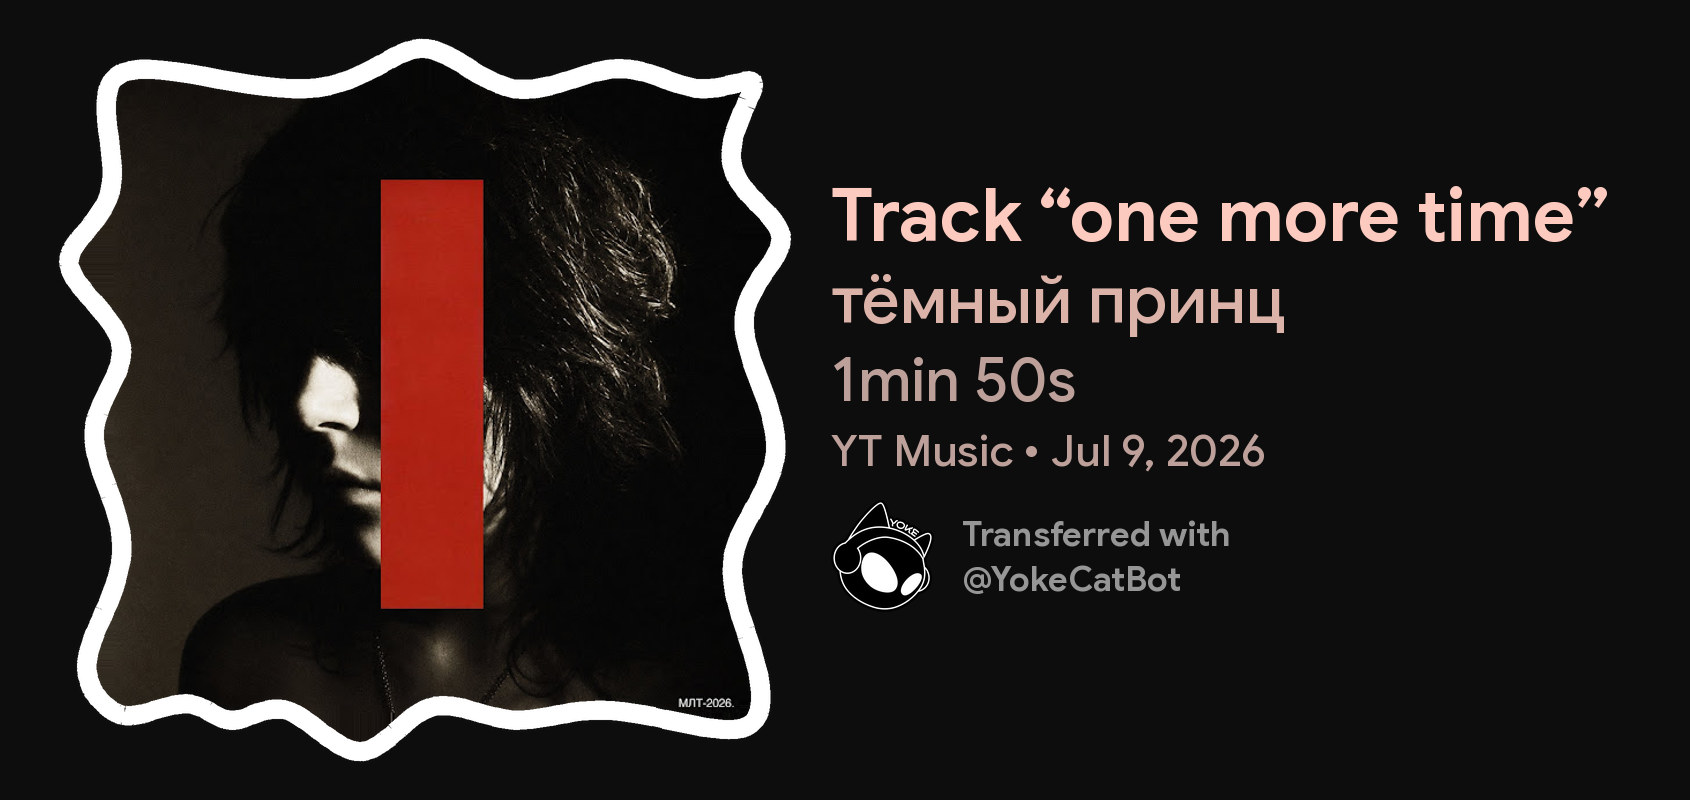 Track “one more time”
тёмный принц
1min 50s
YT Music • Jul 9, 2026
YOKE
Transferred with
@YokeCatBot
МЛТ-2026.